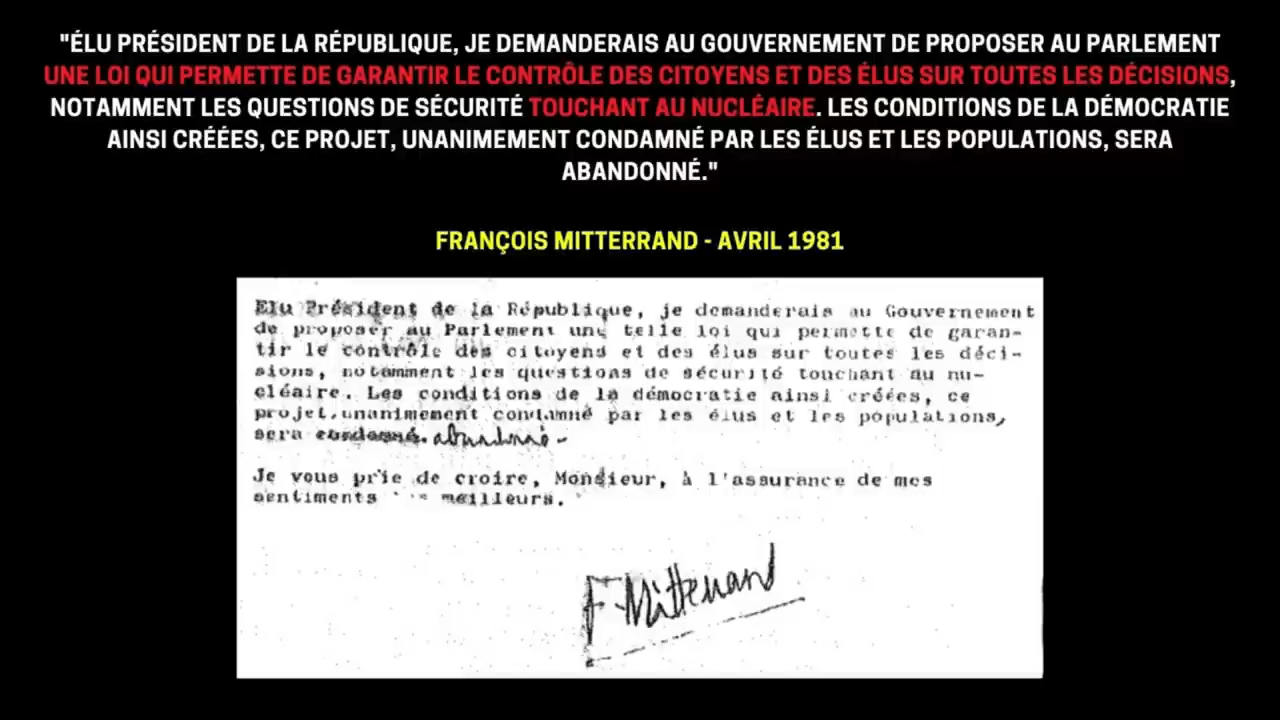 "ÉLU PRÉSIDENT DE LA RÉPUBLIQUE, JE DEMANDERAIS AU GOUVERNEMENT DE PROPOSER AU PARLEMENT
UNE LOI QUI PERMETTE DE GARANTIR LE CONTRÔLE DES CITOYENS ET DES ÉLUS SUR TOUTES LES DÉCISIONS,
NOTAMMENT LES QUESTIONS DE SÉCURITÉ TOUCHANT AU NUCLÉAIRE. LES CONDITIONS DE LA DÉMOCRATIE
AINSI CRÉÉES, CE PROJET, UNANIMEMENT CONDAMNÉ PAR LES ÉLUS ET LES POPULATIONS, SERA
ABANDONNÉ."
FRANÇOIS MITTERRAND - AVRIL 1981
Elu Président de la République, je demanderais au Gouvernement
de proposer au Parlement une telle loi qui permette de garan-
tir le contrôle des citoyens et des élus sur toutes les déci-
sions, notamment les questions de sécurité touchant au nu-
cléaire. Les conditions de la démocratie ainsi créées, ce
projet,unanimement condamné par les élus et les populations,
sera condamné. abandonné -
Je vous prie de croire, Monsieur, à l'assurance de mes
sentiments meilleurs.
F. Mitterrand